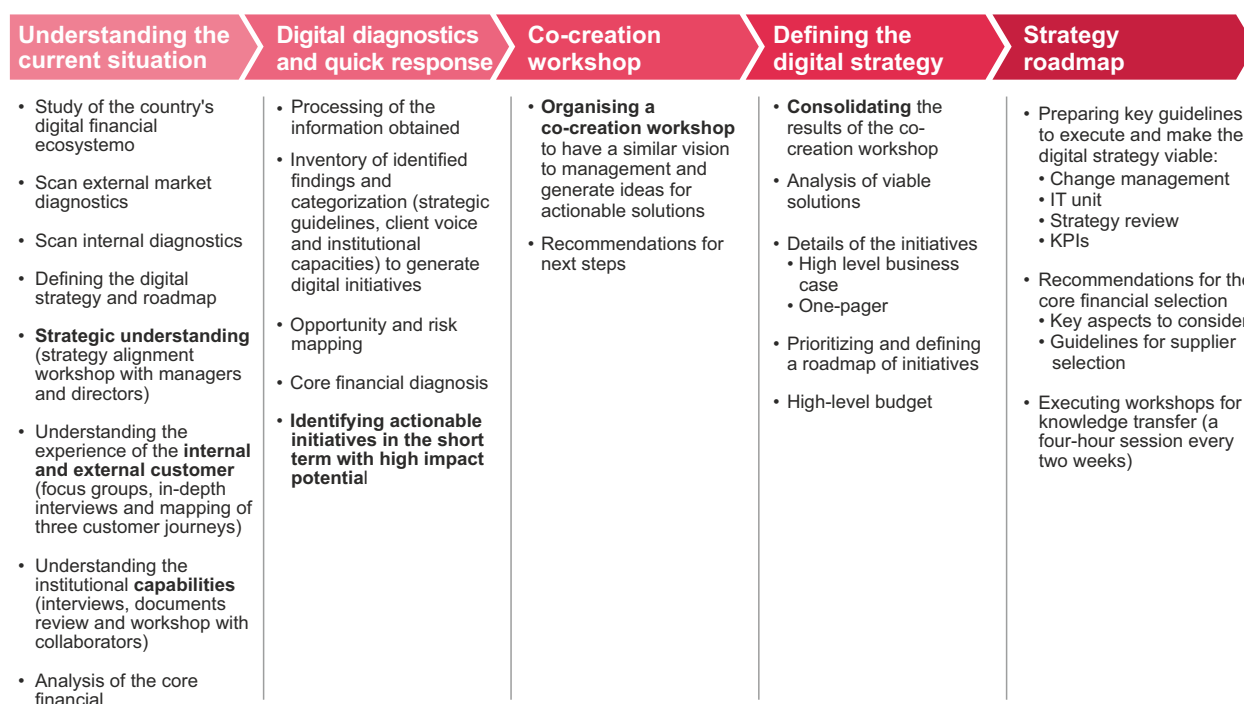 Understanding the
current situation
• Study of the country's
digital financial
ecosystemo
• Scan external market
diagnostics
• Scan internal diagnostics
• Defining the digital
strategy and roadmap
• Strategic understanding
(strategy alignment
workshop with managers
and directors)
• Understanding the
experience of the internal
and external customer
(focus groups, in-depth
interviews and mapping of
three customer journeys)
• Understanding the
institutional capabilities
(interviews, documents
review and workshop with
collaborators)
• Analysis of the core
financial
Digital diagnostics
and quick response
• Processing of the
information obtained
• Inventory of identified
findings and
categorization (strategic
guidelines, client voice
and institutional
capacities) to generate
digital initiatives
• Opportunity and risk
mapping
• Core financial diagnosis
• Identifying actionable
initiatives in the short
term with high impact
potential
Co-creation
workshop
• Organising a
co-creation workshop
to have a similar vision
to management and
generate ideas for
actionable solutions
• Recommendations for
next steps
Defining the
digital strategy
• Consolidating the
results of the co-
creation workshop
• Analysis of viable
solutions
• Details of the initiatives
• High level business
case
• One-pager
• Prioritizing and defining
a roadmap of initiatives
• High-level budget
Strategy
roadmap
• Preparing key guidelines
to execute and make the
digital strategy viable:
• Change management
• IT unit
• Strategy review
• KPIs
• Recommendations for the
core financial selection
• Key aspects to consider
• Guidelines for supplier
selection
• Executing workshops for
knowledge transfer (a
four-hour session every
two weeks)